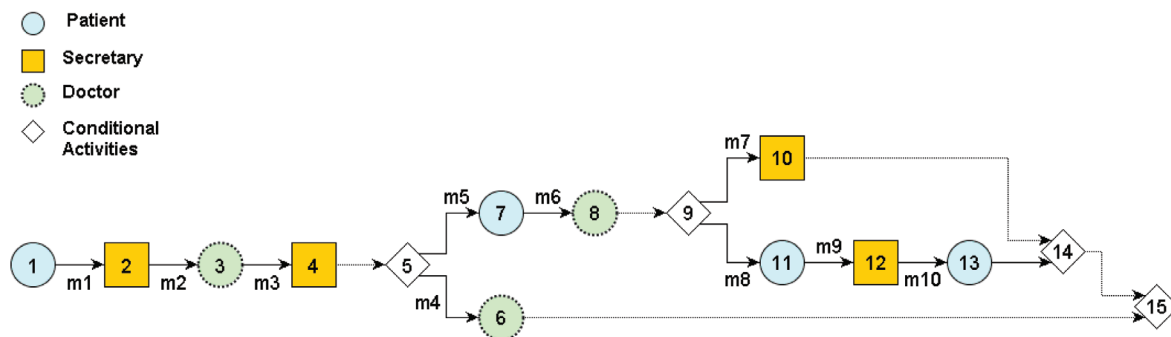 Patient
Secretary
Doctor
Conditional
Activities
m7
10
m5
m6
7
8
9
m9
1
2
3
4
5
11
12
13
14
m1
m2
m3
m4
m8
m10
6
15